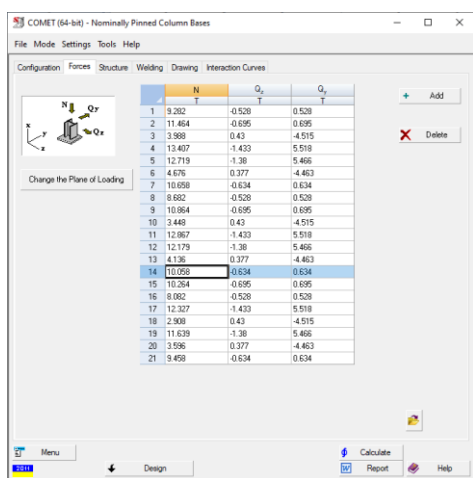 COMET (64-bit) - Nominally Pinned Column Bases
File Mode Settings Tools Help
Configuration Forces Structure Welding Drawing Interaction Curves
N Qz Qy
T T T
1 9.282 -0.528 0.528
2 11.464 -0.695 0.695
3 3.988 0.43 -4.515
4 13.407 -1.433 5.518
5 12.719 -1.38 5.466
6 4.676 0.377 -4.463
7 10.658 -0.634 0.634
8 8.682 -0.528 0.528
9 10.864 -0.695 0.695
10 3.448 0.43 -4.515
11 12.867 -1.433 5.518
12 12.179 -1.38 5.466
13 4.136 0.377 -4.463
14 10.058 -0.634 0.634
15 10.264 -0.695 0.695
16 8.082 -0.528 0.528
17 12.327 -1.433 5.518
18 2.908 0.43 -4.515
19 11.639 -1.38 5.466
20 3.596 0.377 -4.463
21 9.458 -0.634 0.634
N Qy
x y Qz
z
Change the Plane of Loading
+ Add
Delete
Menu
Calculate
Design
W Report
Help